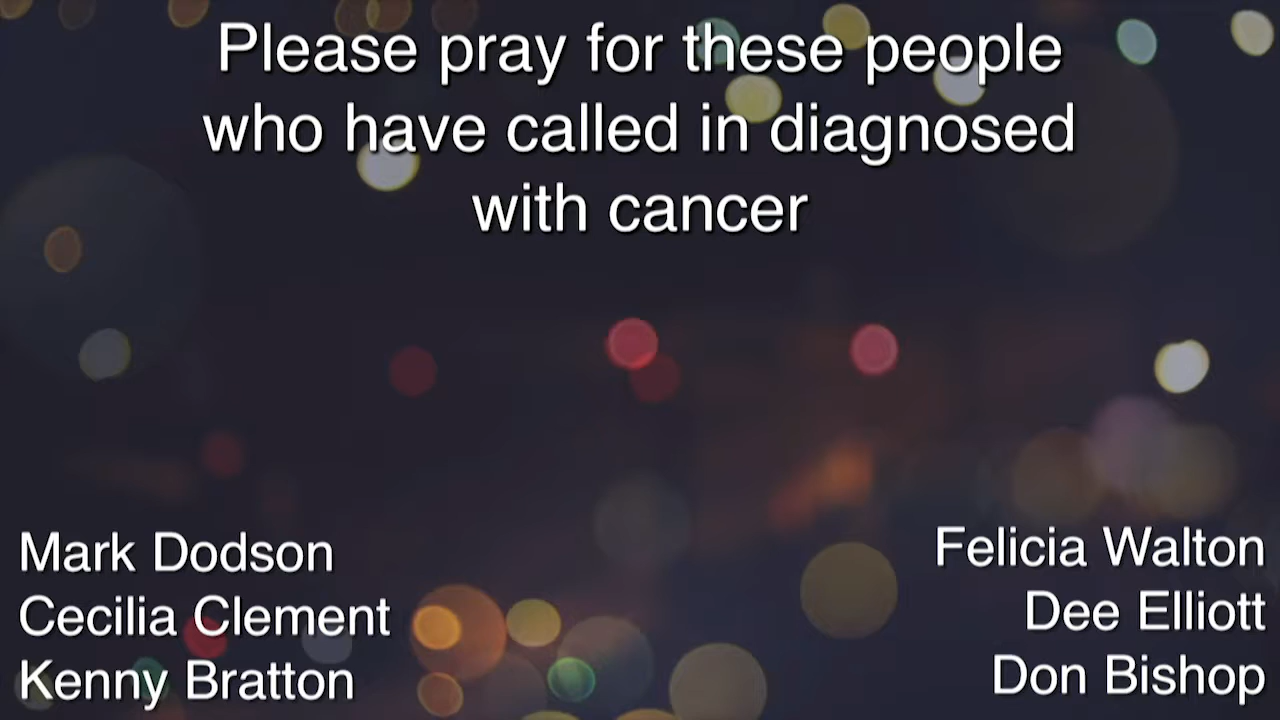 Please pray for these people
who have called in diagnosed
with cancer
Mark Dodson
Cecilia Clement
Kenny Bratton
Felicia Walton
Dee Elliott
Don Bishop